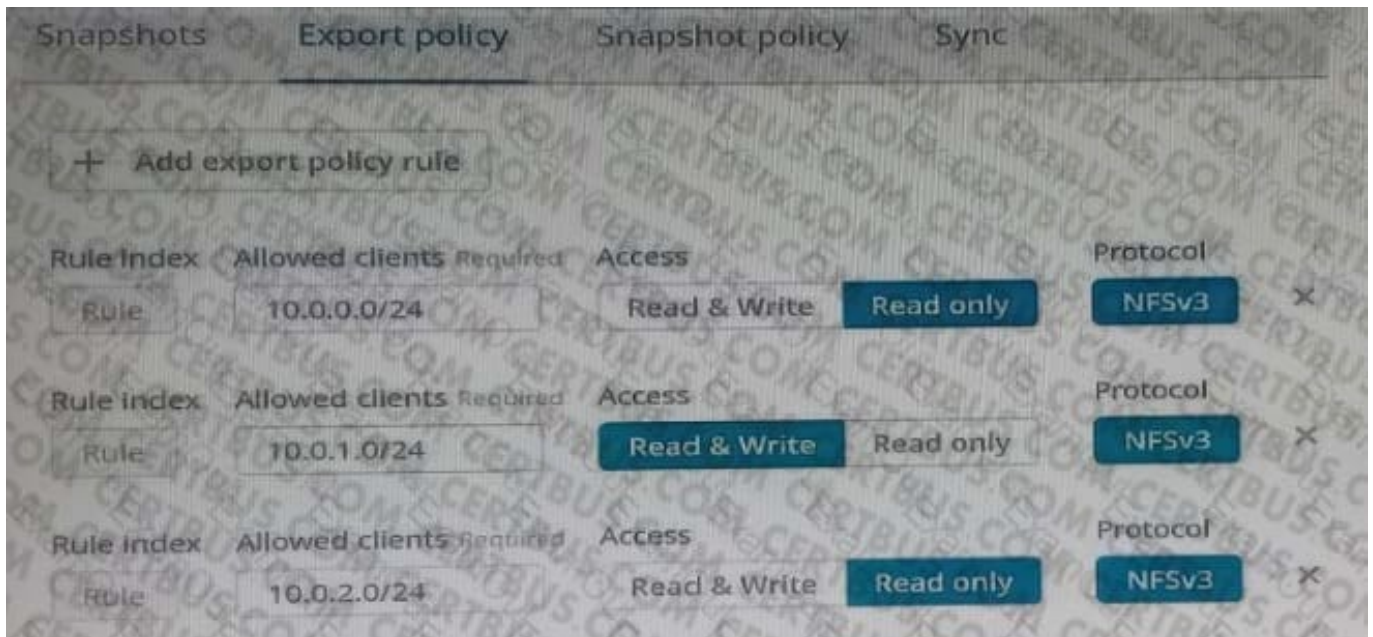 Snapshots Export policy Snapshot policy Sync
+ Add export policy rule
Rule index Allowed clients Required Access Protocol
Rule 10.0.0.0/24 Read & Write Read only NFSv3 ×
Rule index Allowed clients Required Access Protocol
Rule 10.0.1.0/24 Read & Write Read only NFSv3 ×
Rule index Allowed clients Required Access Protocol
Rule 10.0.2.0/24 Read & Write Read only NFSv3 ×
CERTBUS.COM